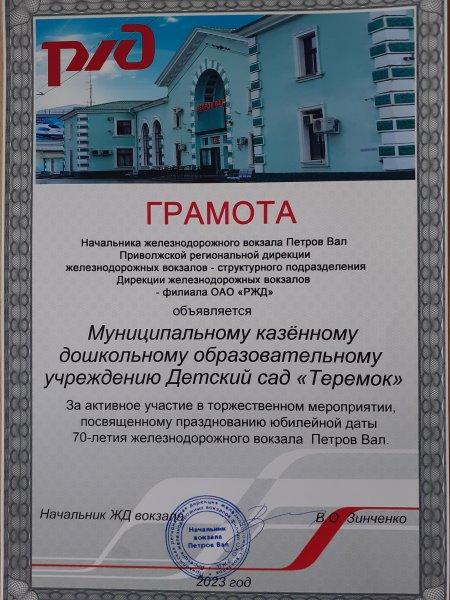 ржд
ПЕТРОВ ВАЛ
ГРАМОТА
Начальника железнодорожного вокзала Петров Вал
Приволжской региональной дирекции
железнодорожных вокзалов - структурного подразделения
Дирекции железнодорожных вокзалов
- филиала ОАО «РЖД»
объявляется
Муниципальному казённому
дошкольному образовательному
учреждению Детский сад «Теремок»
За активное участие в торжественном мероприятии,
посвященному празднованию юбилейной даты
70-летия железнодорожного вокзала Петров Вал.
Начальник ЖД вокзала
В.О. Зинченко
Начальник
вокзала
Петров Вал
2023 год